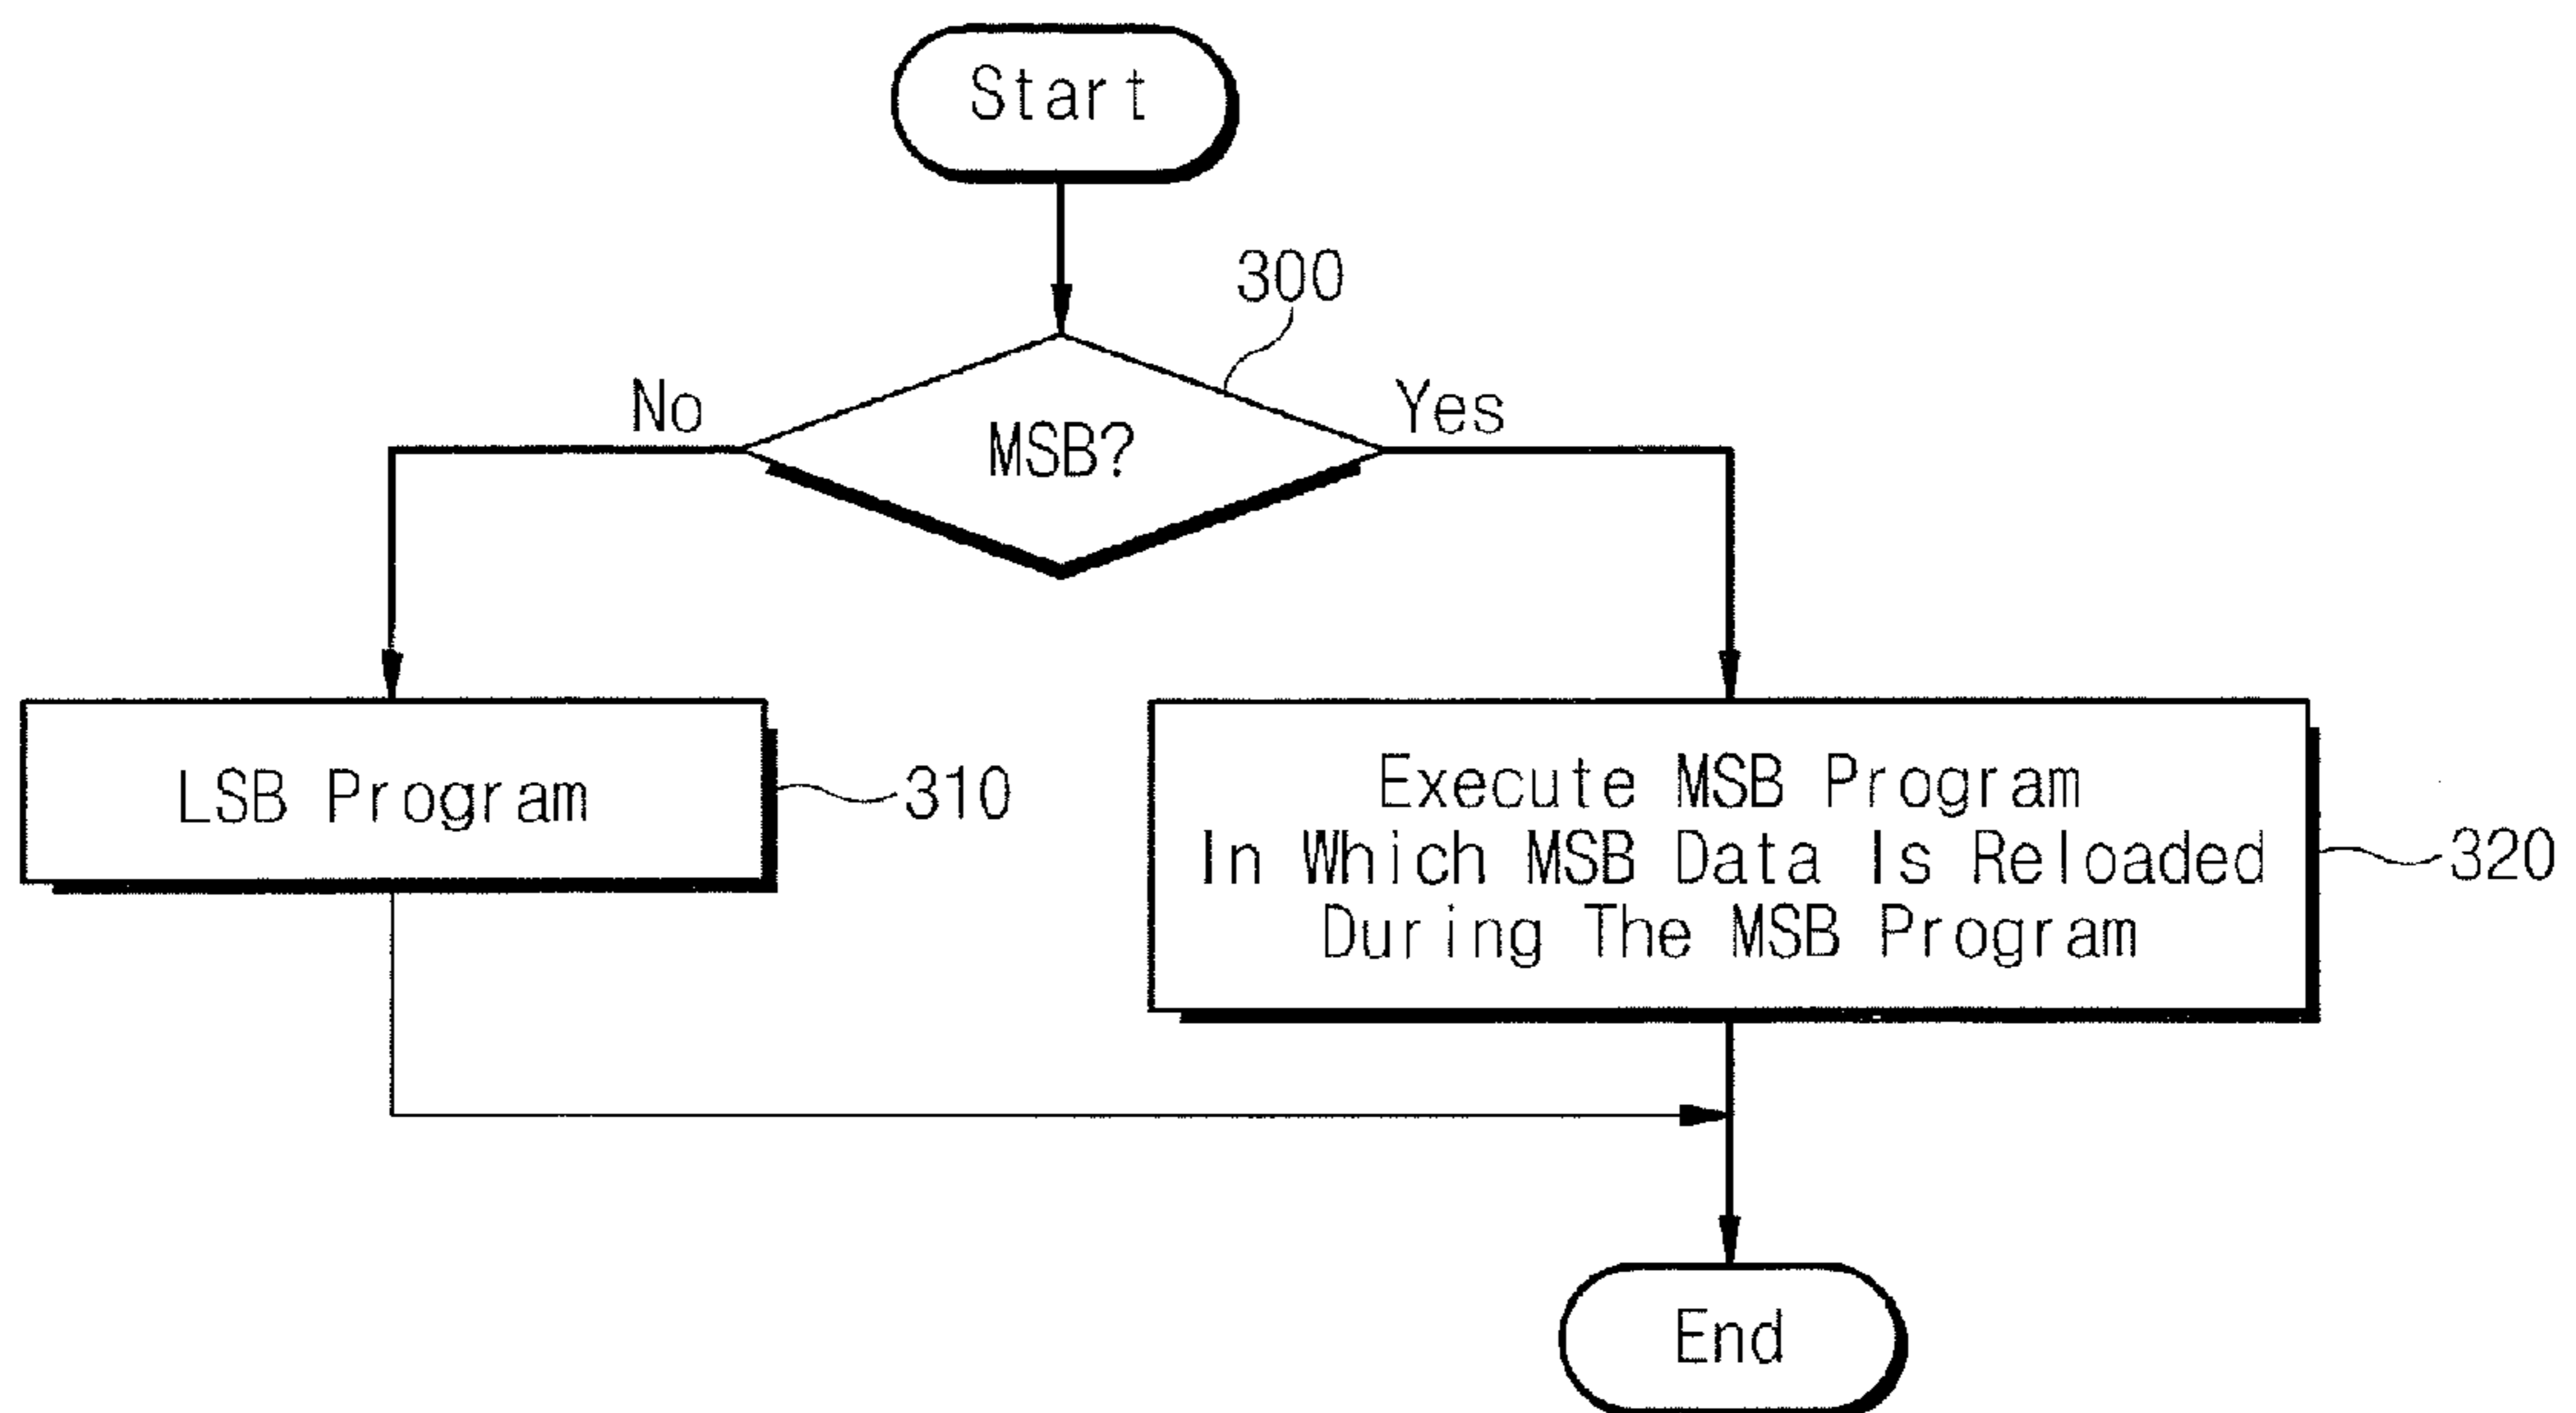 Start
300
No
Yes
MSB?
LSB Program
310
Execute MSB Program
In Which MSB Data Is Reloaded
During The MSB Program
320
End